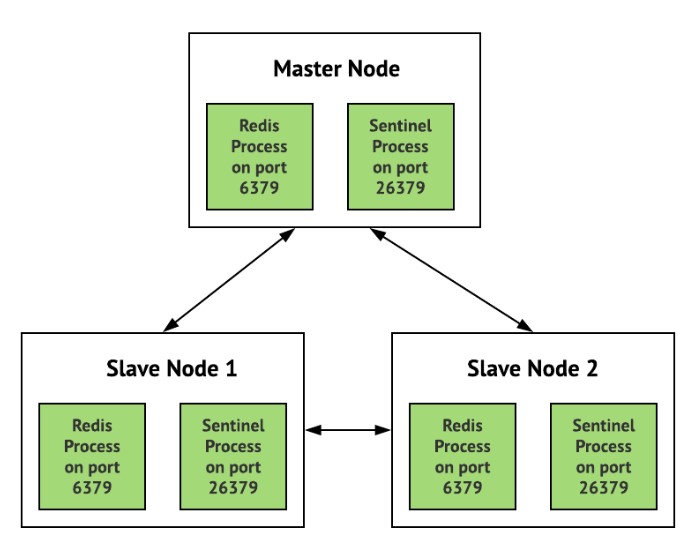 Master Node
Redis
Process
on port
6379
Sentinel
Process
on port
26379
Slave Node 1
Redis
Process
on port
6379
Sentinel
Process
on port
26379
Slave Node 2
Redis
Process
on port
6379
Sentinel
Process
on port
26379